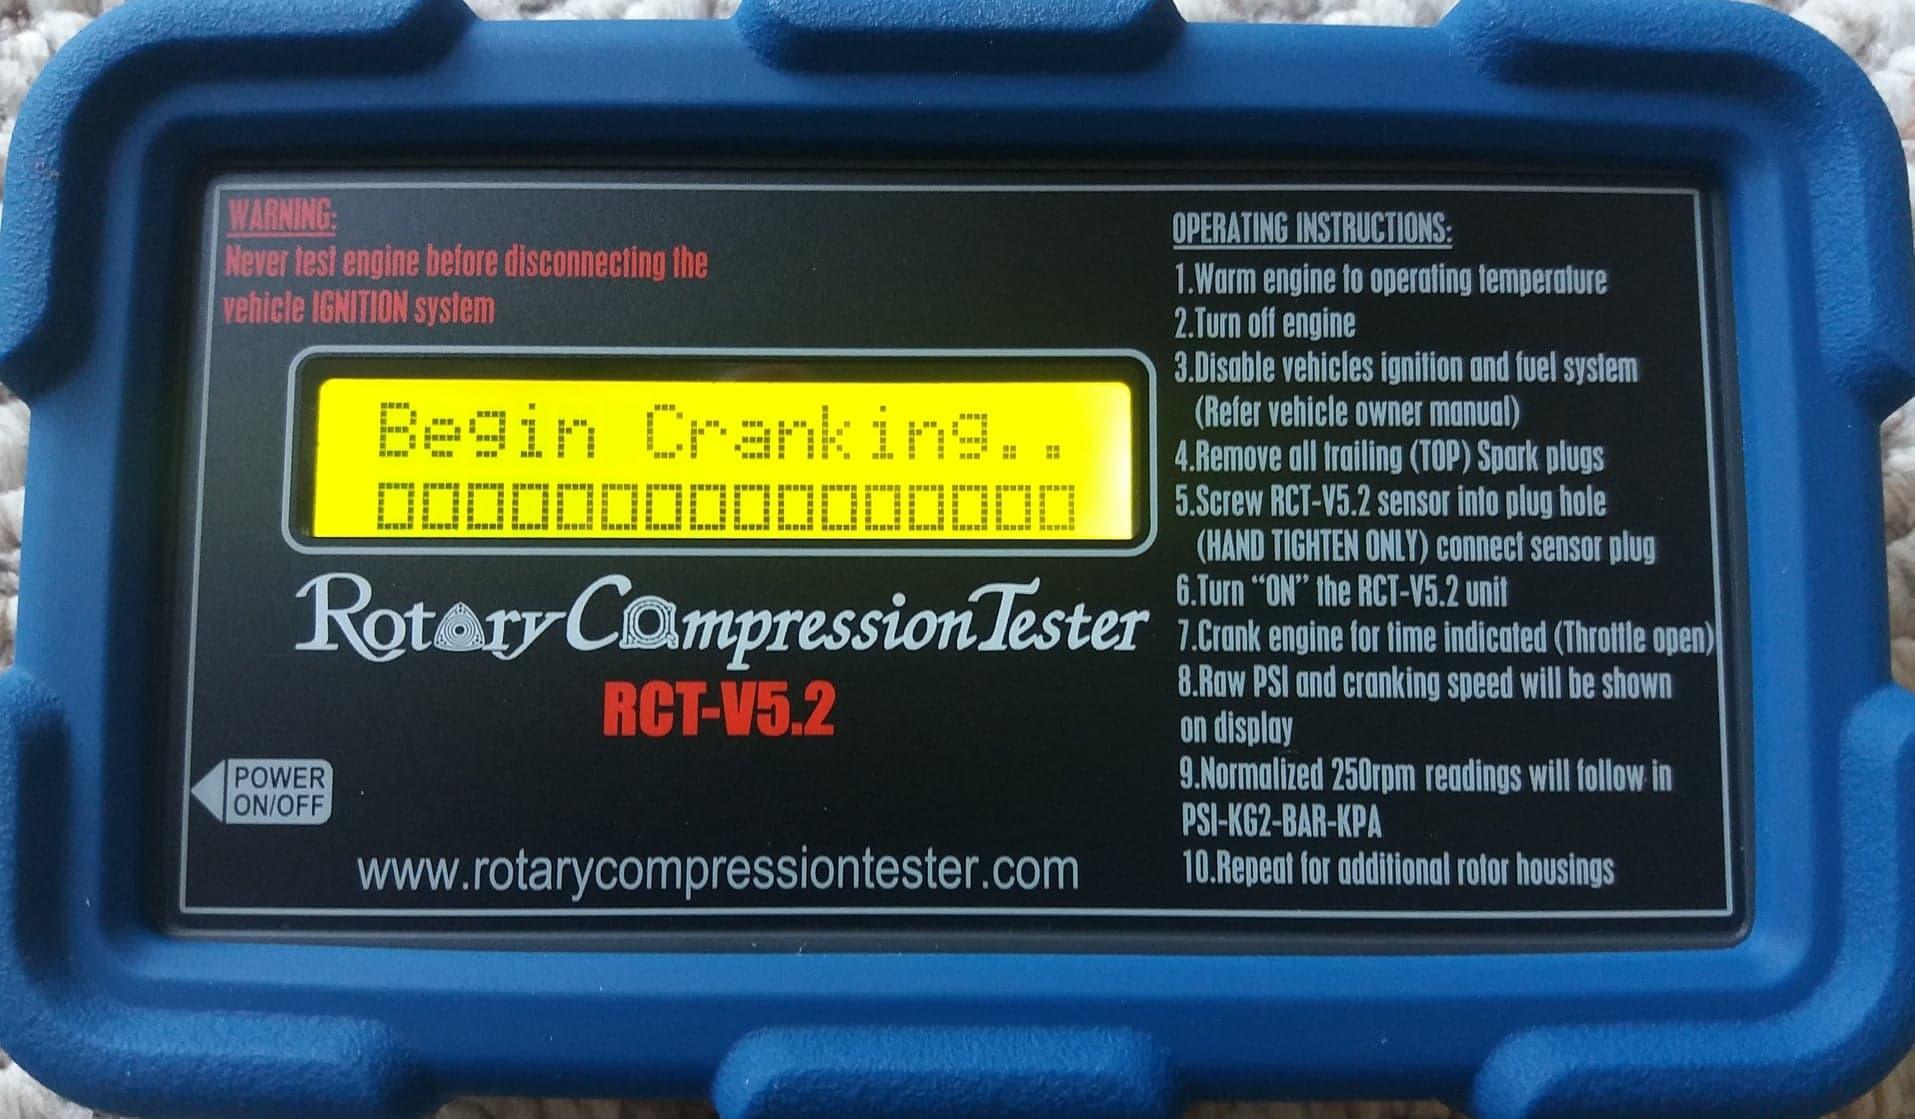 WARNING:
Never test engine before disconnecting the
vehicle IGNITION system
Begin Cranking..
Rotary Compression Tester
RCT-V5.2
POWER
ON/OFF
www.rotarycompressiontester.com
OPERATING INSTRUCTIONS:
1.Warm engine to operating temperature
2.Turn off engine
3.Disable vehicles ignition and fuel system
(Refer vehicle owner manual)
4.Remove all trailing (TOP) Spark plugs
5.Screw RCT-V5.2 sensor into plug hole
(HAND TIGHTEN ONLY) connect sensor plug
6.Turn “ON” the RCT-V5.2 unit
7.Crank engine for time indicated (Throttle open)
8.Raw PSI and cranking speed will be shown
on display
9.Normalized 250rpm readings will follow in
PSI-KG2-BAR-KPA
10.Repeat for additional rotor housings